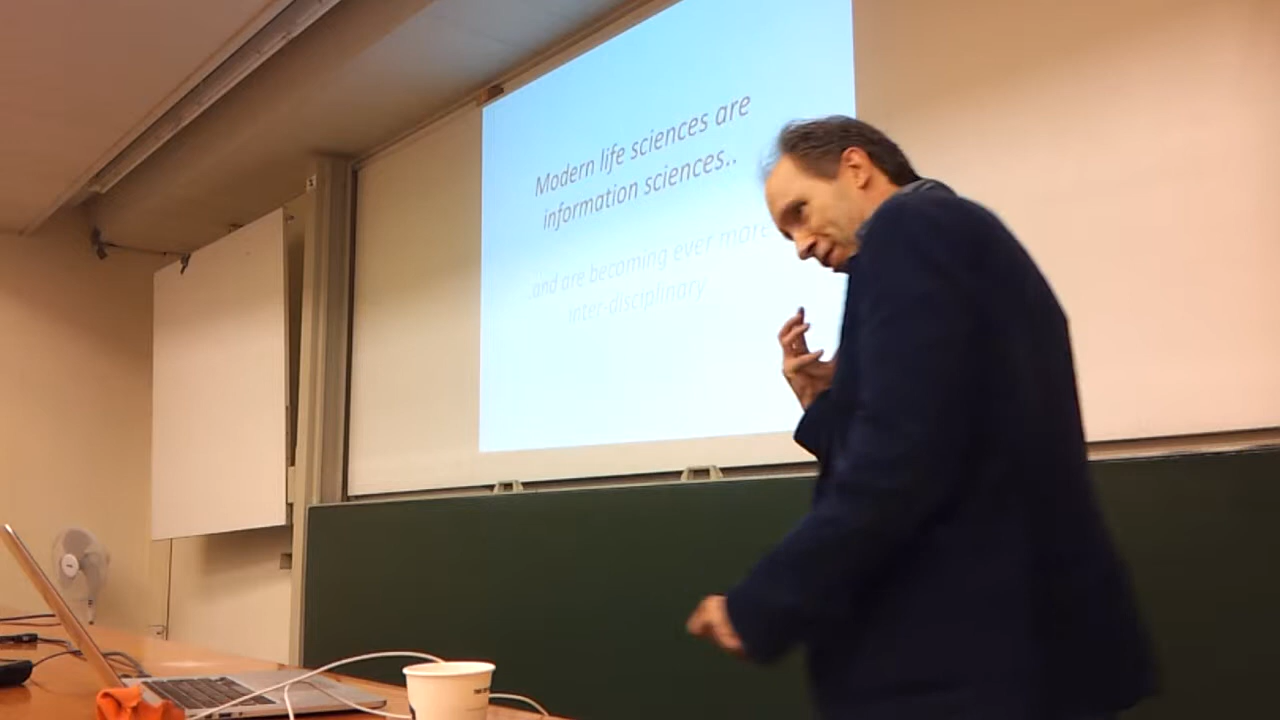 Modern life sciences are
information sciences..
..and are becoming ever more
inter-disciplinary